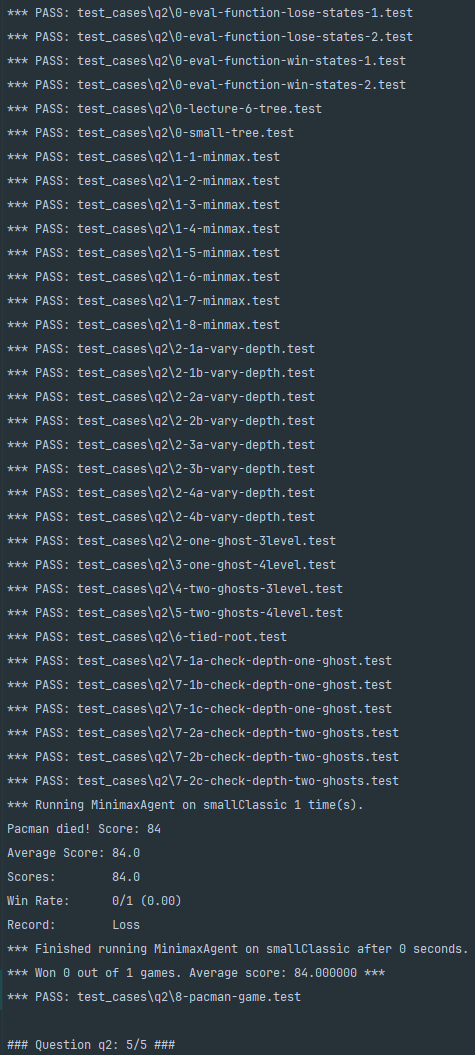 *** PASS: test_cases\q2\0-eval-function-lose-states-1.test
*** PASS: test_cases\q2\0-eval-function-lose-states-2.test
*** PASS: test_cases\q2\0-eval-function-win-states-1.test
*** PASS: test_cases\q2\0-eval-function-win-states-2.test
*** PASS: test_cases\q2\0-lecture-6-tree.test
*** PASS: test_cases\q2\0-small-tree.test
*** PASS: test_cases\q2\1-1-minmax.test
*** PASS: test_cases\q2\1-2-minmax.test
*** PASS: test_cases\q2\1-3-minmax.test
*** PASS: test_cases\q2\1-4-minmax.test
*** PASS: test_cases\q2\1-5-minmax.test
*** PASS: test_cases\q2\1-6-minmax.test
*** PASS: test_cases\q2\1-7-minmax.test
*** PASS: test_cases\q2\1-8-minmax.test
*** PASS: test_cases\q2\2-1a-vary-depth.test
*** PASS: test_cases\q2\2-1b-vary-depth.test
*** PASS: test_cases\q2\2-2a-vary-depth.test
*** PASS: test_cases\q2\2-2b-vary-depth.test
*** PASS: test_cases\q2\2-3a-vary-depth.test
*** PASS: test_cases\q2\2-3b-vary-depth.test
*** PASS: test_cases\q2\2-4a-vary-depth.test
*** PASS: test_cases\q2\2-4b-vary-depth.test
*** PASS: test_cases\q2\2-one-ghost-3level.test
*** PASS: test_cases\q2\3-one-ghost-4level.test
*** PASS: test_cases\q2\4-two-ghosts-3level.test
*** PASS: test_cases\q2\5-two-ghosts-4level.test
*** PASS: test_cases\q2\6-tied-root.test
*** PASS: test_cases\q2\7-1a-check-depth-one-ghost.test
*** PASS: test_cases\q2\7-1b-check-depth-one-ghost.test
*** PASS: test_cases\q2\7-1c-check-depth-one-ghost.test
*** PASS: test_cases\q2\7-2a-check-depth-two-ghosts.test
*** PASS: test_cases\q2\7-2b-check-depth-two-ghosts.test
*** PASS: test_cases\q2\7-2c-check-depth-two-ghosts.test
*** Running MinimaxAgent on smallClassic 1 time(s).
Pacman died! Score: 84
Average Score: 84.0
Scores:        84.0
Win Rate:      0/1 (0.00)
Record:        Loss
*** Finished running MinimaxAgent on smallClassic after 0 seconds.
*** Won 0 out of 1 games. Average score: 84.000000 ***
*** PASS: test_cases\q2\8-pacman-game.test
### Question q2: 5/5 ###